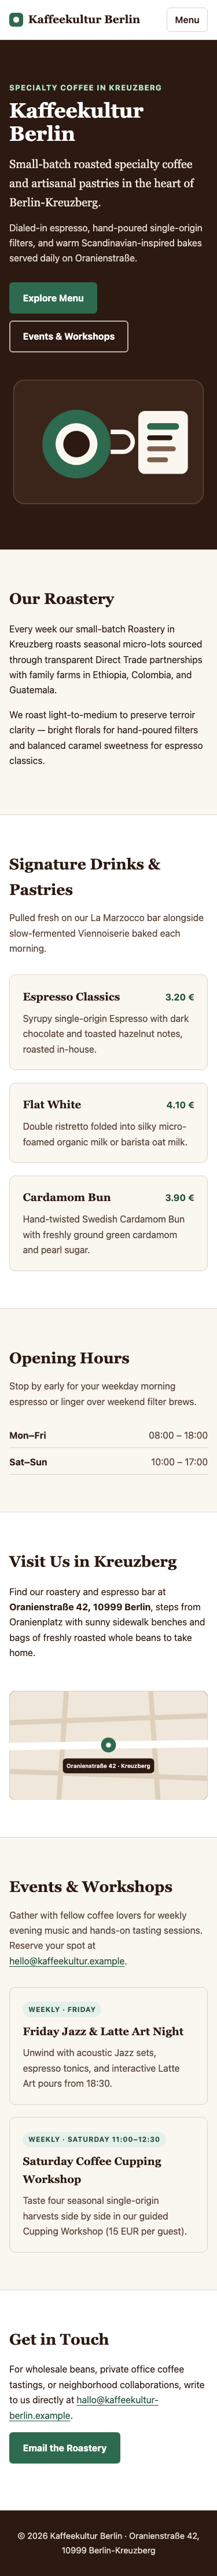 Kaffeekultur Berlin
Menu
SPECIALTY COFFEE IN KREUZBERG
Kaffeekultur
Berlin
Small-batch roasted specialty coffee
and artisanal pastries in the heart of
Berlin-Kreuzberg.
Dialed-in espresso, hand-poured single-origin
filters, and warm Scandinavian-inspired bakes
served daily on Oranienstraße.
Explore Menu
Events & Workshops
Our Roastery
Every week our small-batch Roastery in
Kreuzberg roasts seasonal micro-lots sourced
through transparent Direct Trade partnerships
with family farms in Ethiopia, Colombia, and
Guatemala.
We roast light-to-medium to preserve terroir
clarity — bright florals for hand-poured filters
and balanced caramel sweetness for espresso
classics.
Signature Drinks &
Pastries
Pulled fresh on our La Marzocco bar alongside
slow-fermented Viennoiserie baked each
morning.
Espresso Classics 3.20 €
Syrupy single-origin Espresso with dark
chocolate and toasted hazelnut notes,
roasted in-house.
Flat White 4.10 €
Double ristretto folded into silky micro-
foamed organic milk or barista oat milk.
Cardamom Bun 3.90 €
Hand-twisted Swedish Cardamom Bun
with freshly ground green cardamom
and pearl sugar.
Opening Hours
Stop by early for your weekday morning
espresso or linger over weekend filter brews.
Mon–Fri 08:00 – 18:00
Sat–Sun 10:00 – 17:00
Visit Us in Kreuzberg
Find our roastery and espresso bar at
Oranienstraße 42, 10999 Berlin, steps from
Oranienplatz with sunny sidewalk benches and
bags of freshly roasted whole beans to take
home.
Oranienstraße 42 · Kreuzberg
Events & Workshops
Gather with fellow coffee lovers for weekly
evening music and hands-on tasting sessions.
Reserve your spot at
hello@kaffeekultur.example.
WEEKLY · FRIDAY
Friday Jazz & Latte Art Night
Unwind with acoustic Jazz sets,
espresso tonics, and interactive Latte
Art pours from 18:30.
WEEKLY · SATURDAY 11:00–12:30
Saturday Coffee Cupping
Workshop
Taste four seasonal single-origin
harvests side by side in our guided
Cupping Workshop (15 EUR per guest).
Get in Touch
For wholesale beans, private office coffee
tastings, or neighborhood collaborations, write
to us directly at hallo@kaffeekultur-
berlin.example.
Email the Roastery
© 2026 Kaffeekultur Berlin · Oranienstraße 42,
10999 Berlin-Kreuzberg